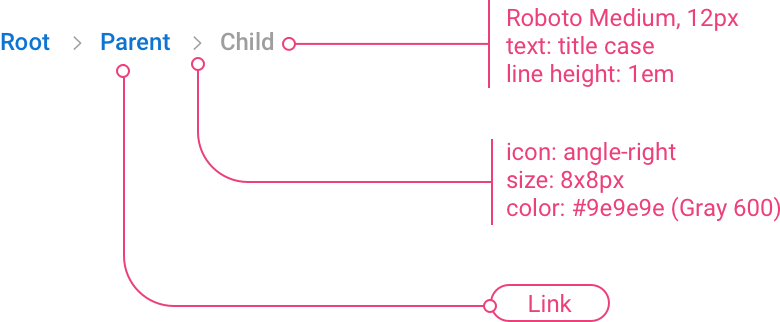 Root > Parent > Child
Roboto Medium, 12px
text: title case
line height: 1em
icon: angle-right
size: 8x8px
color: #9e9e9e (Gray 600)
Link